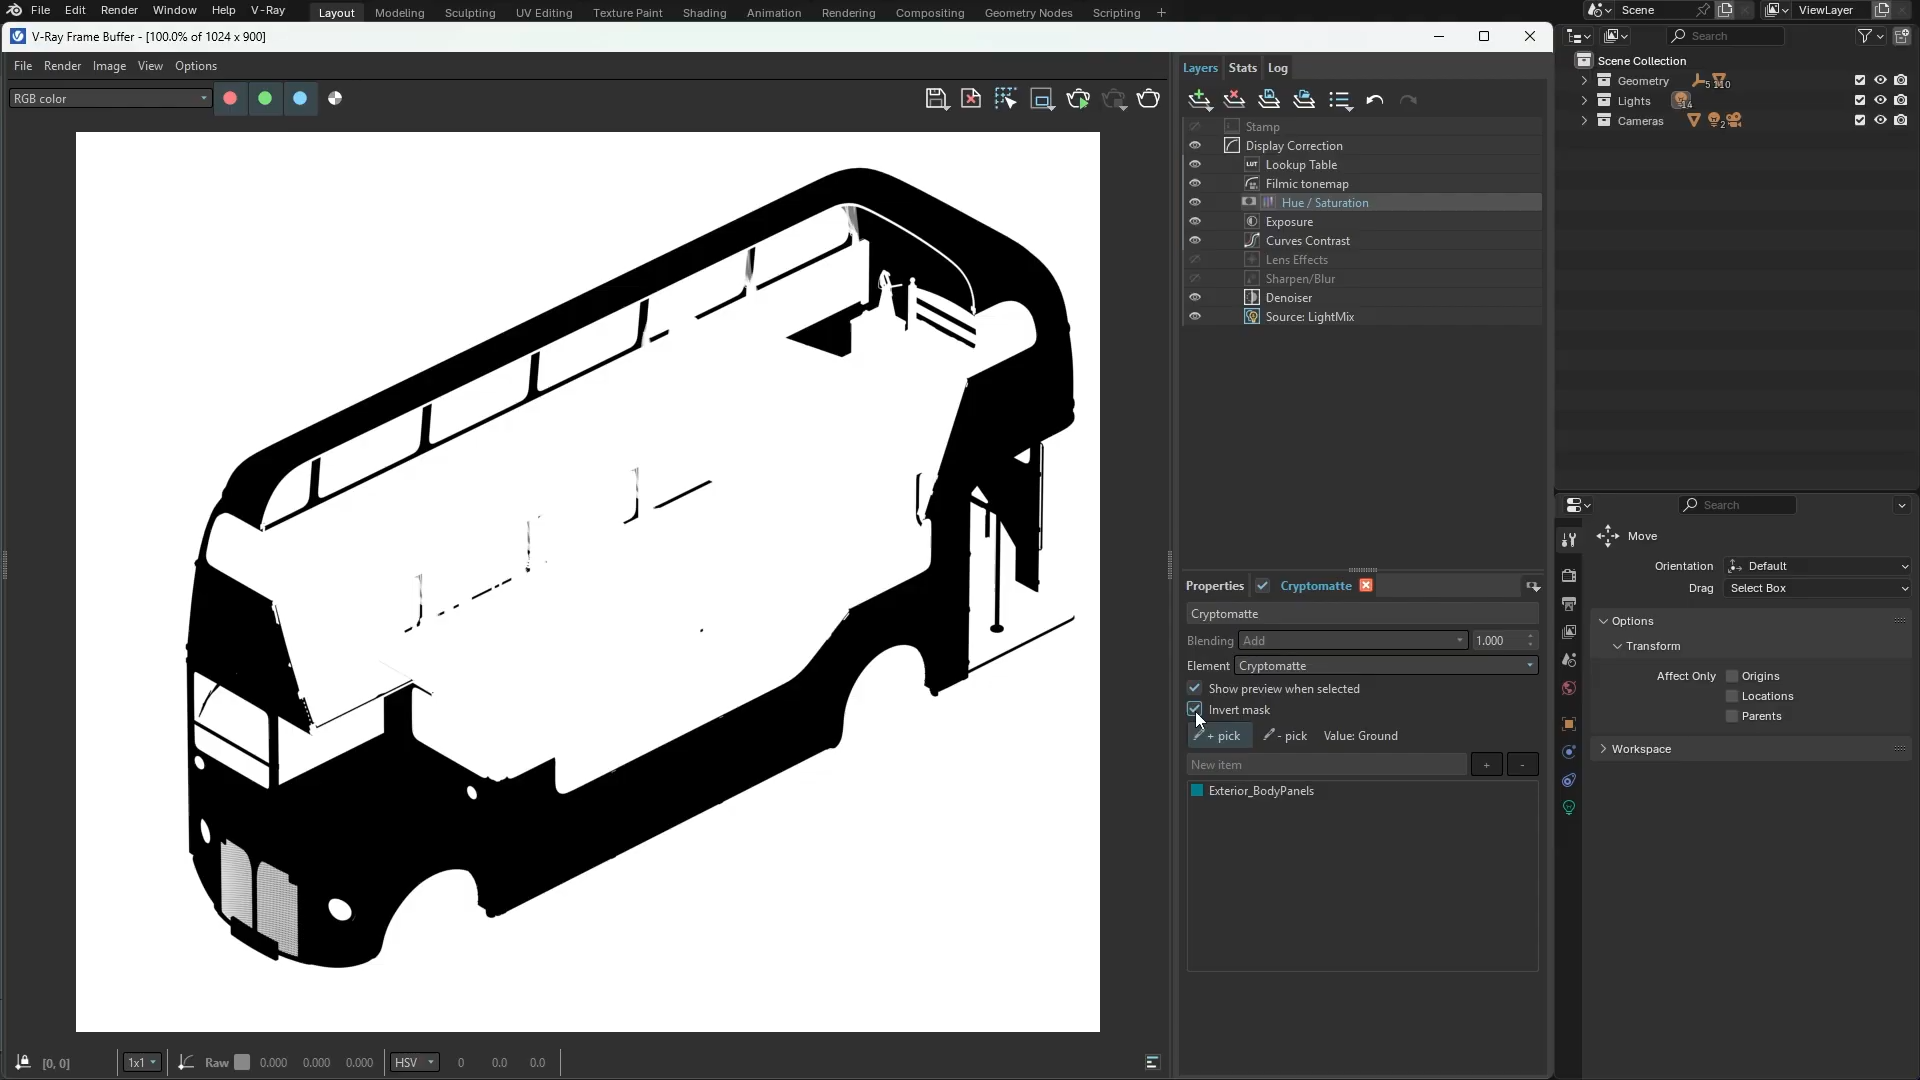 File Edit Render Window Help V-Ray Layout Modeling Sculpting UV Editing Texture Paint Shading Animation Rendering Compositing Geometry Nodes Scripting + Scene ViewLayer
V-Ray Frame Buffer - [100.0% of 1024 x 900]
Search
File Render Image View Options
Layers Stats Log
Scene Collection
Geometry 5 110
Lights 14
Cameras 2
RGB color
Stamp
Display Correction
LUT Lookup Table
Filmic tonemap
Hue / Saturation
Exposure
Curves Contrast
Lens Effects
Sharpen/Blur
Denoiser
Source: LightMix
Search
Move
Orientation Default
Drag Select Box
Options
Transform
Affect Only Origins
Locations
Parents
Workspace
Properties Cryptomatte
Cryptomatte
Blending Add 1.000
Element Cryptomatte
Show preview when selected
Invert mask
+ pick - pick Value: Ground
New item + -
Exterior_BodyPanels
[0, 0] 1x1 Raw 0.000 0.000 0.000 HSV 0 0.0 0.0